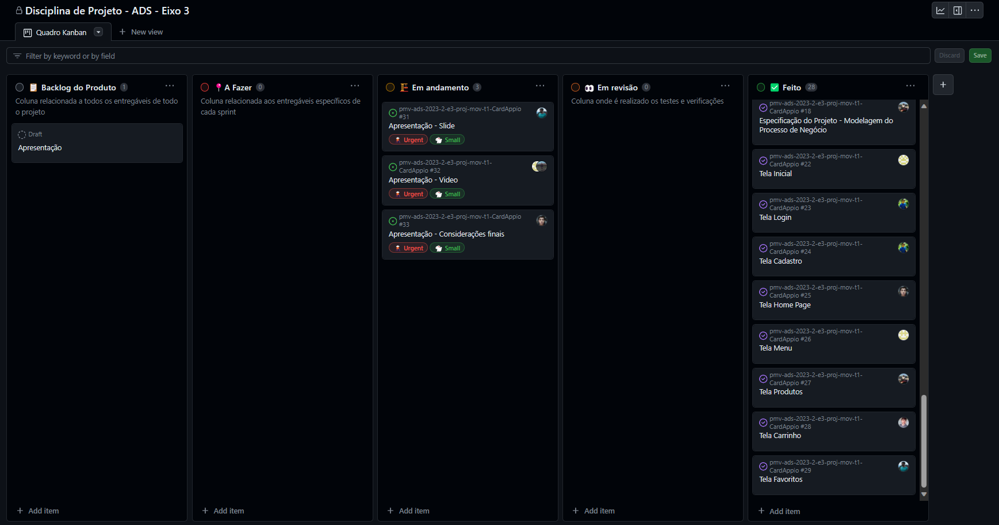 Disciplina de Projeto - ADS - Eixo 3
Quadro Kanban
New view
Filter by keyword or by field
Discard
Save
Backlog do Produto 1
Coluna relacionada a todos os entregáveis de todo
o projeto
Draft
Apresentação
Add item
A Fazer 0
Coluna relacionada aos entregáveis específicos de
cada sprint
Add item
Em andamento 3
pmv-ads-2023-2-e3-proj-mov-t1-CardAppio
#31
Apresentação - Slide
Urgent Small
pmv-ads-2023-2-e3-proj-mov-t1-
CardAppio #32
Apresentação - Video
Urgent Small
pmv-ads-2023-2-e3-proj-mov-t1-CardAppio
#33
Apresentação - Considerações finais
Urgent Small
Add item
Em revisão 0
Coluna onde é realizado os testes e verificações
Add item
Feito 28
pmv-ads-2023-2-e3-proj-mov-t1-
CardAppio #18
Especificação do Projeto - Modelagem do
Processo de Negócio
pmv-ads-2023-2-e3-proj-mov-t1-
CardAppio #22
Tela Inicial
pmv-ads-2023-2-e3-proj-mov-t1-
CardAppio #23
Tela Login
pmv-ads-2023-2-e3-proj-mov-t1-
CardAppio #24
Tela Cadastro
pmv-ads-2023-2-e3-proj-mov-t1-
CardAppio #25
Tela Home Page
pmv-ads-2023-2-e3-proj-mov-t1-
CardAppio #26
Tela Menu
pmv-ads-2023-2-e3-proj-mov-t1-
CardAppio #27
Tela Produtos
pmv-ads-2023-2-e3-proj-mov-t1-
CardAppio #28
Tela Carrinho
pmv-ads-2023-2-e3-proj-mov-t1-
CardAppio #29
Tela Favoritos
Add item